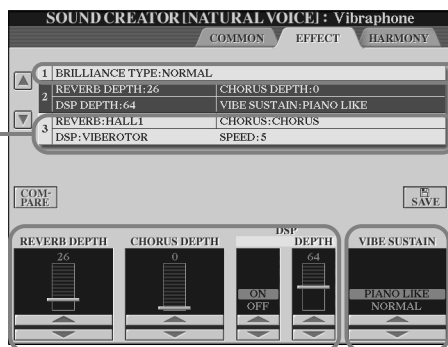 SOUND CREATOR [NATURAL VOICE] : Vibraphone
COMMON EFFECT HARMONY
1 BRILLIANCE TYPE:NORMAL
2 REVERB DEPTH:26 CHORUS DEPTH:0
DSP DEPTH:64 VIBE SUSTAIN:PIANO LIKE
3 REVERB:HALL1 CHORUS:CHORUS
DSP:VIBEROTOR SPEED:5
COM-
PARE
SAVE
DSP
REVERB DEPTH CHORUS DEPTH DEPTH VIBE SUSTAIN
26 0 64
ON PIANO LIKE
OFF NORMAL